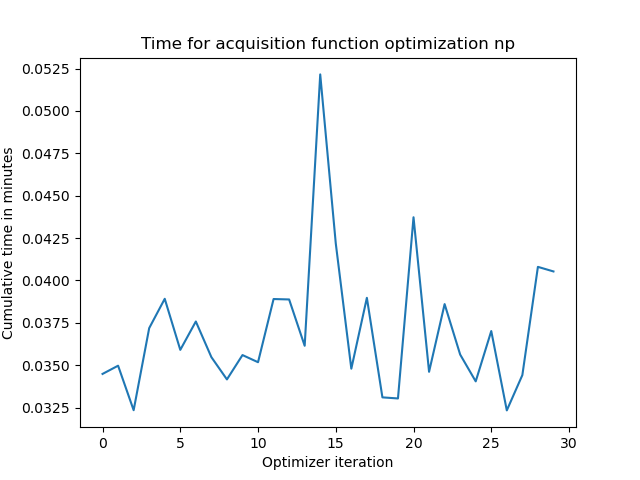 Time for acquisition function optimization np
Cumulative time in minutes
0.0525
0.0500
0.0475
0.0450
0.0425
0.0400
0.0375
0.0350
0.0325
0 5 10 15 20 25 30
Optimizer iteration